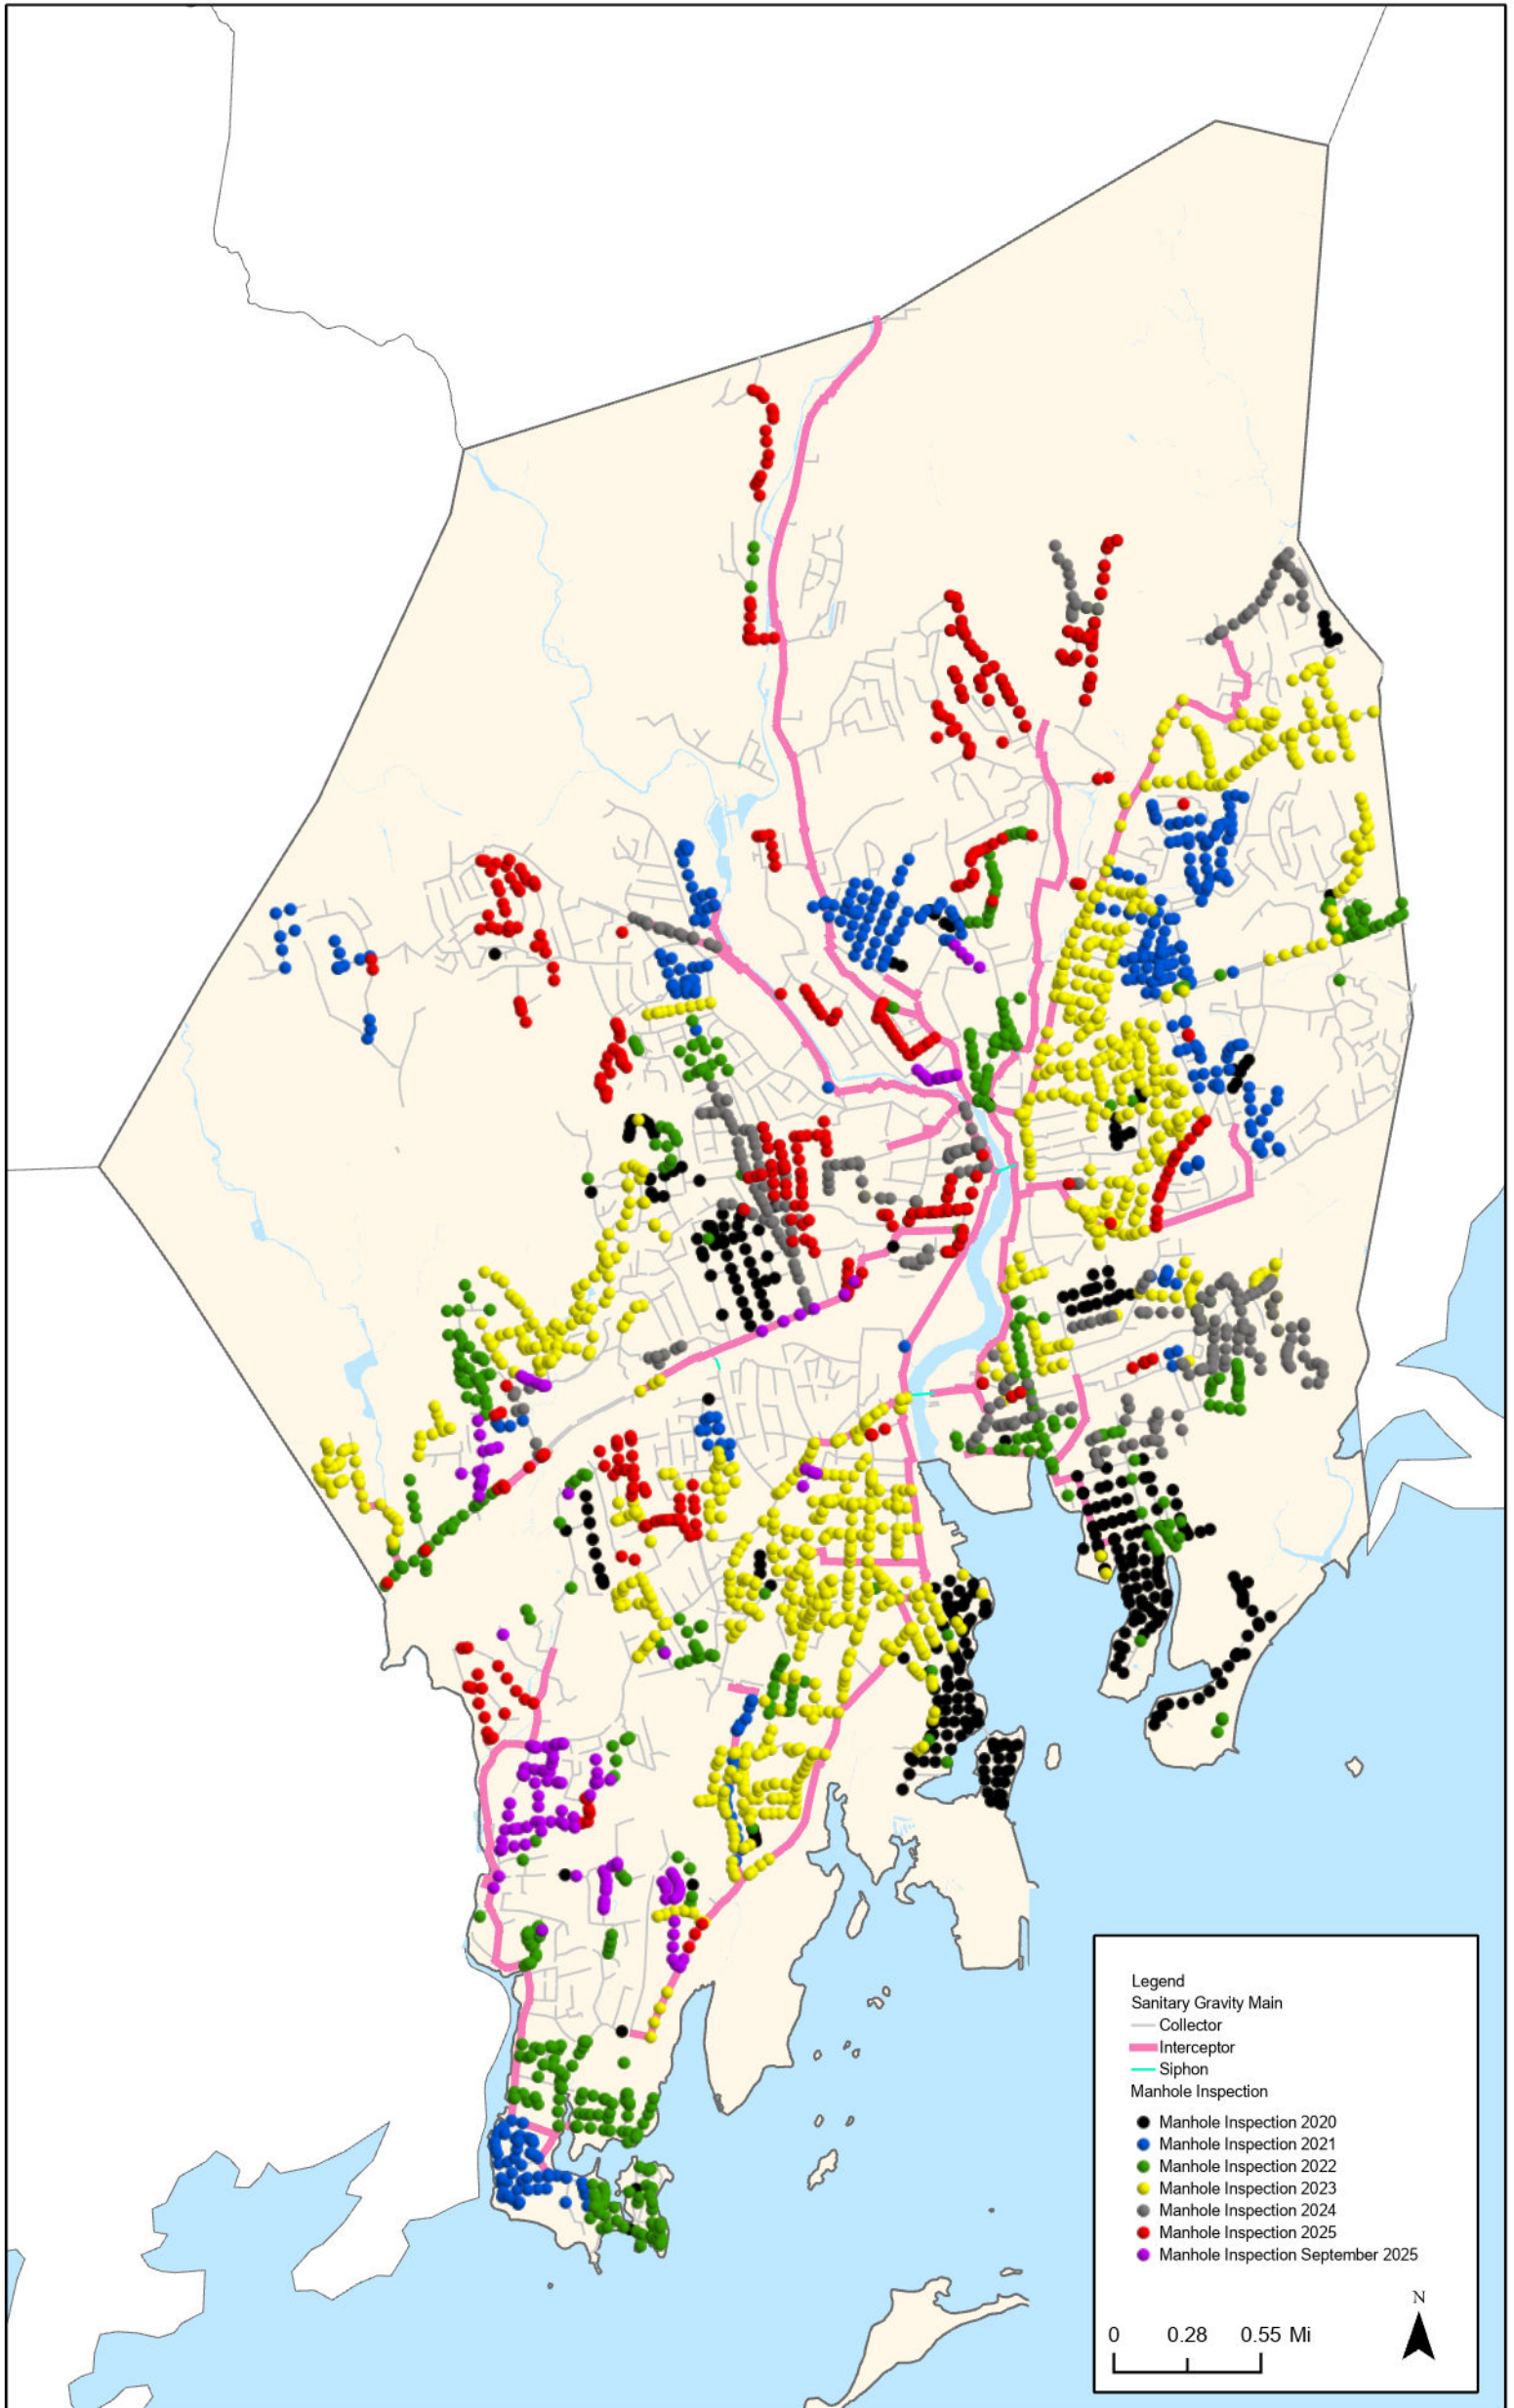 Legend
Sanitary Gravity Main
Collector
Interceptor
Siphon
Manhole Inspection
Manhole Inspection 2020
Manhole Inspection 2021
Manhole Inspection 2022
Manhole Inspection 2023
Manhole Inspection 2024
Manhole Inspection 2025
Manhole Inspection September 2025
N
0 0.28 0.55 Mi